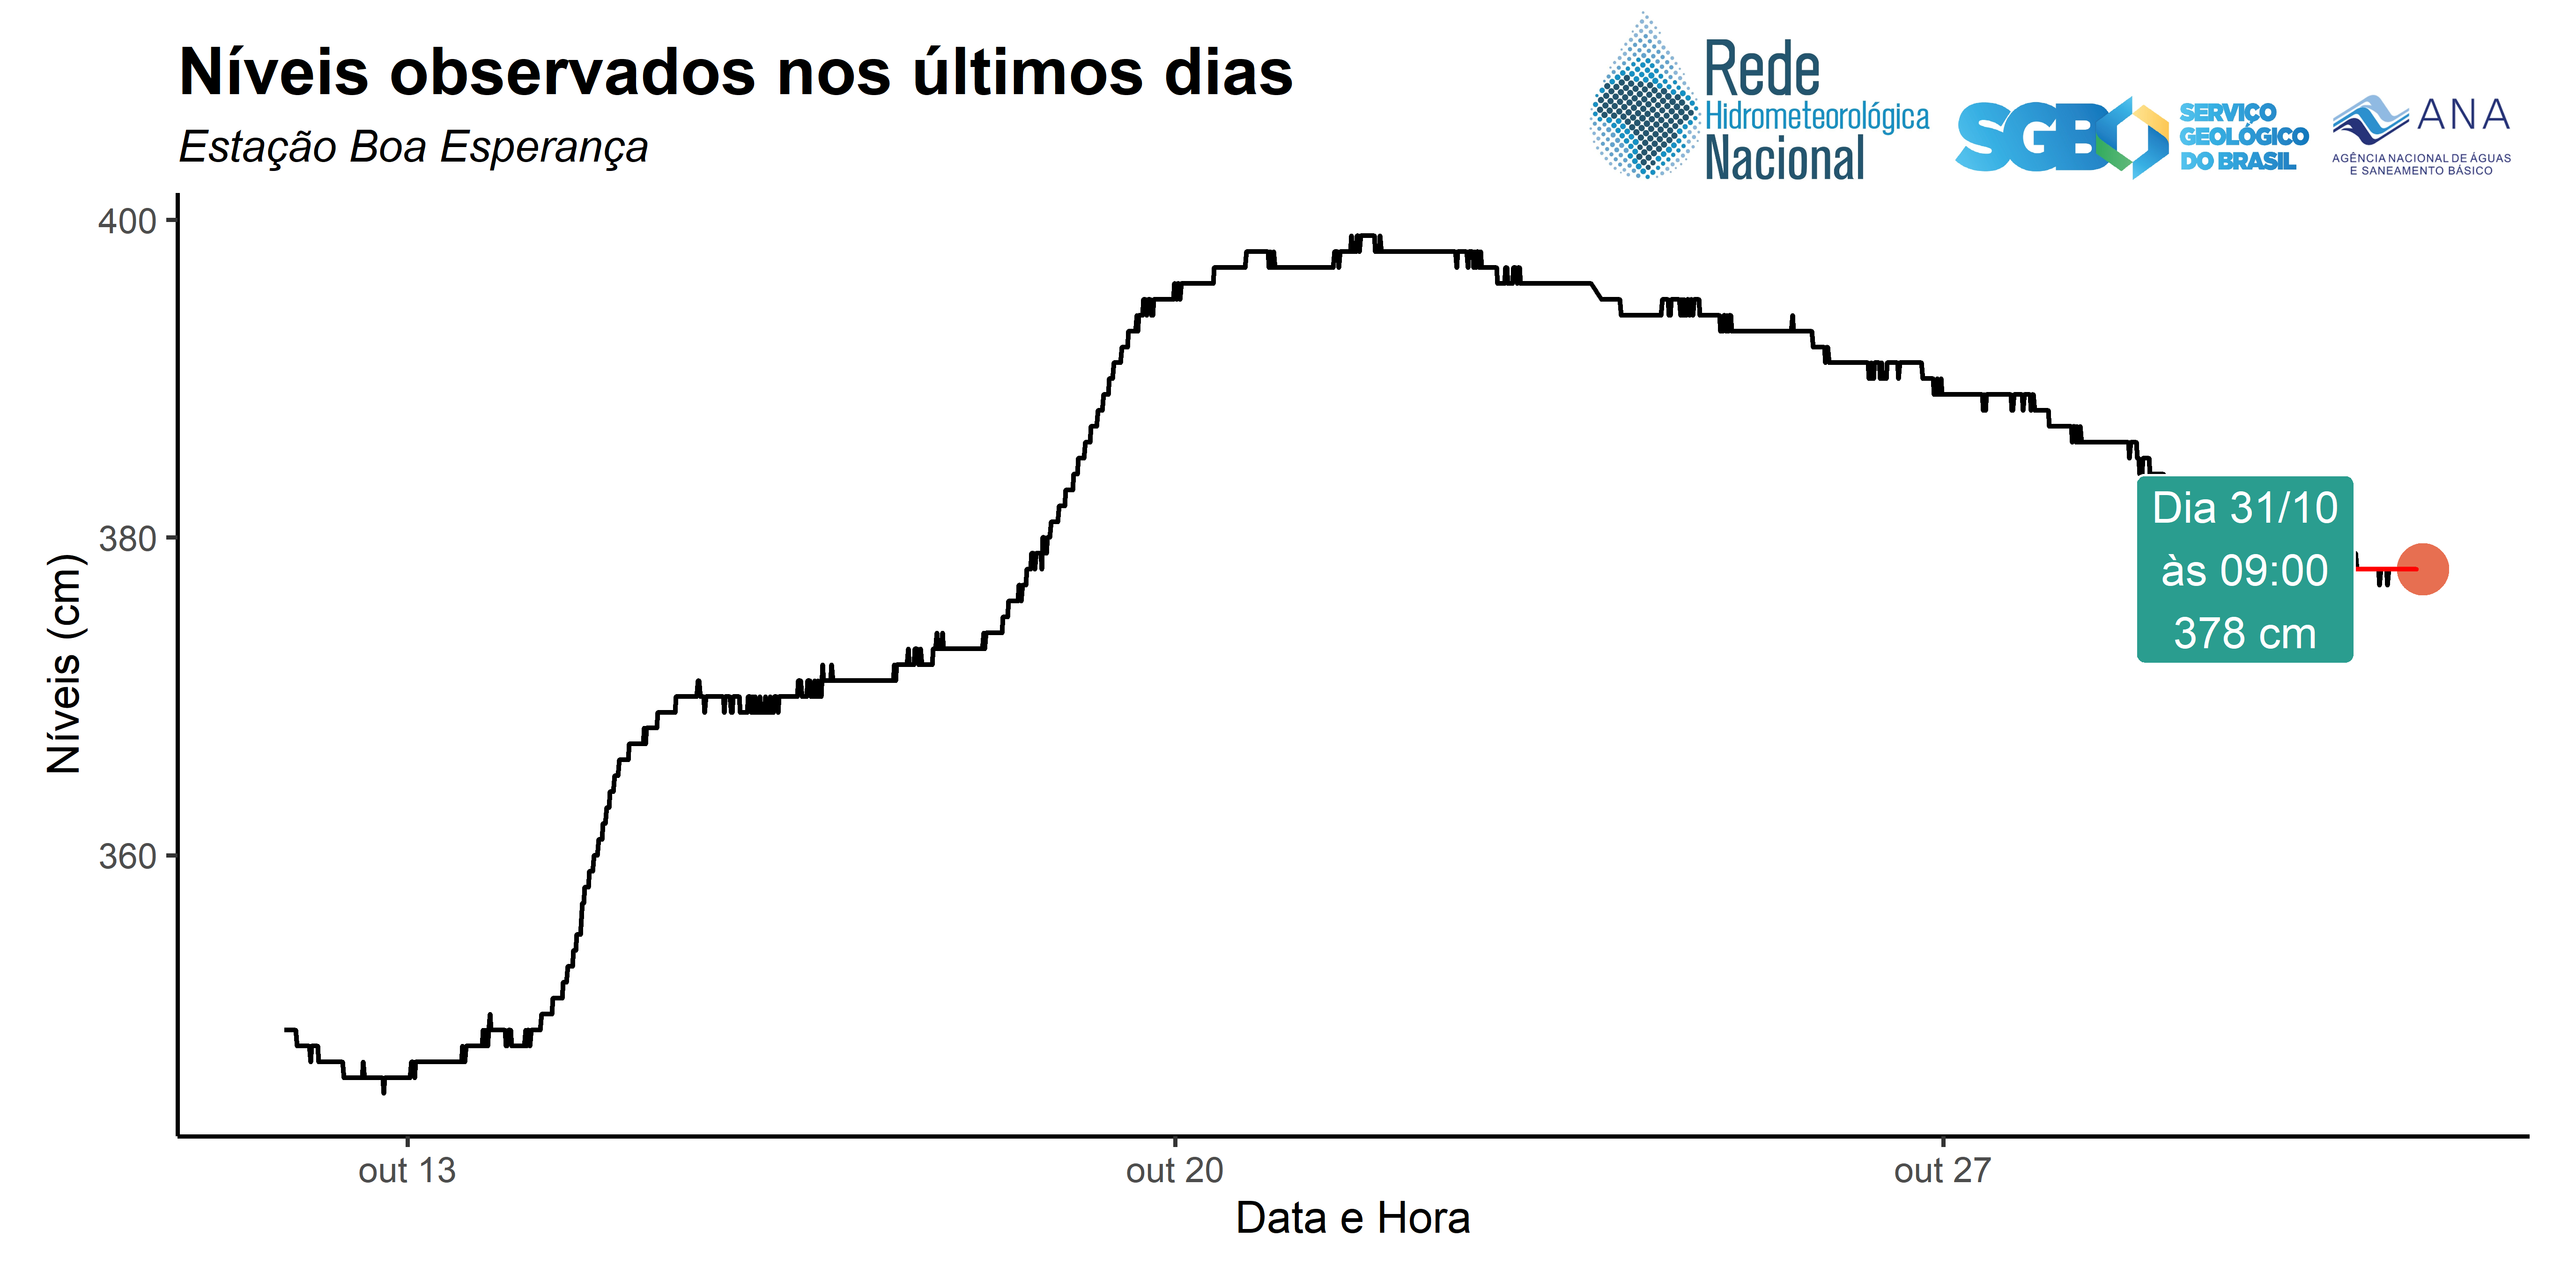 Níveis observados nos últimos dias
Estação Boa Esperança
Rede
Hidrometeorológica
Nacional
SGB
SERVIÇO
GEOLÓGICO
DO BRASIL
ANA
AGÊNCIA NACIONAL DE ÁGUAS
E SANEAMENTO BÁSICO
400
380
360
Níveis (cm)
Dia 31/10
às 09:00
378 cm
out 13
out 20
out 27
Data e Hora